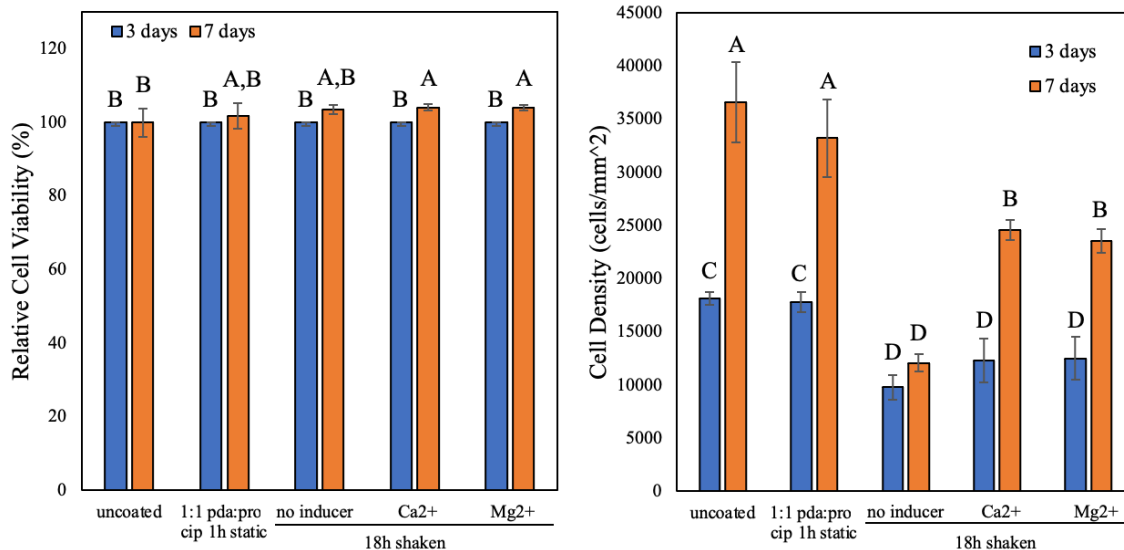 3 days 7 days
Relative Cell Viability (%)
120
100
80
60
40
20
0
B B
B A,B
B A,B
B A
B A
uncoated
1:1 pda:pro
cip 1h static
no inducer
Ca2+
Mg2+
18h shaken
3 days
7 days
Cell Density (cells/mm^2)
45000
40000
35000
30000
25000
20000
15000
10000
5000
0
C A
C A
D D
D B
D B
uncoated
1:1 pda:pro
cip 1h static
no inducer
Ca2+
Mg2+
18h shaken